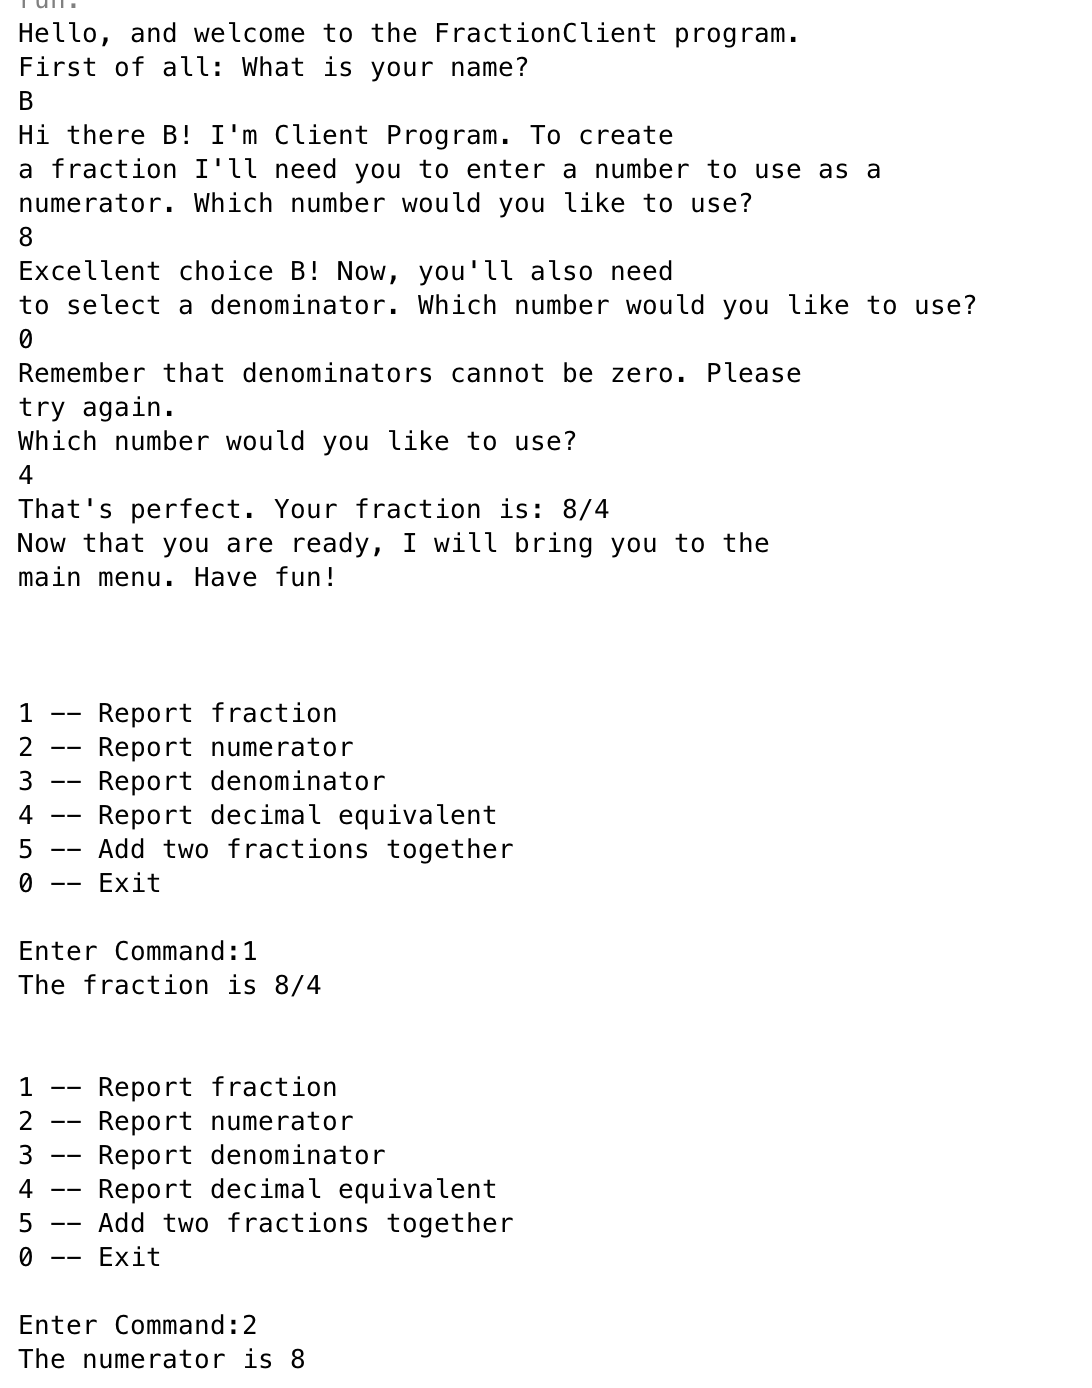 run:
Hello, and welcome to the FractionClient program.
First of all: What is your name?
B
Hi there B! I'm Client Program. To create
a fraction I'll need you to enter a number to use as a
numerator. Which number would you like to use?
8
Excellent choice B! Now, you'll also need
to select a denominator. Which number would you like to use?
0
Remember that denominators cannot be zero. Please
try again.
Which number would you like to use?
4
That's perfect. Your fraction is: 8/4
Now that you are ready, I will bring you to the
main menu. Have fun!
1 -- Report fraction
2 -- Report numerator
3 -- Report denominator
4 -- Report decimal equivalent
5 -- Add two fractions together
0 -- Exit
Enter Command:1
The fraction is 8/4
1 -- Report fraction
2 -- Report numerator
3 -- Report denominator
4 -- Report decimal equivalent
5 -- Add two fractions together
0 -- Exit
Enter Command:2
The numerator is 8